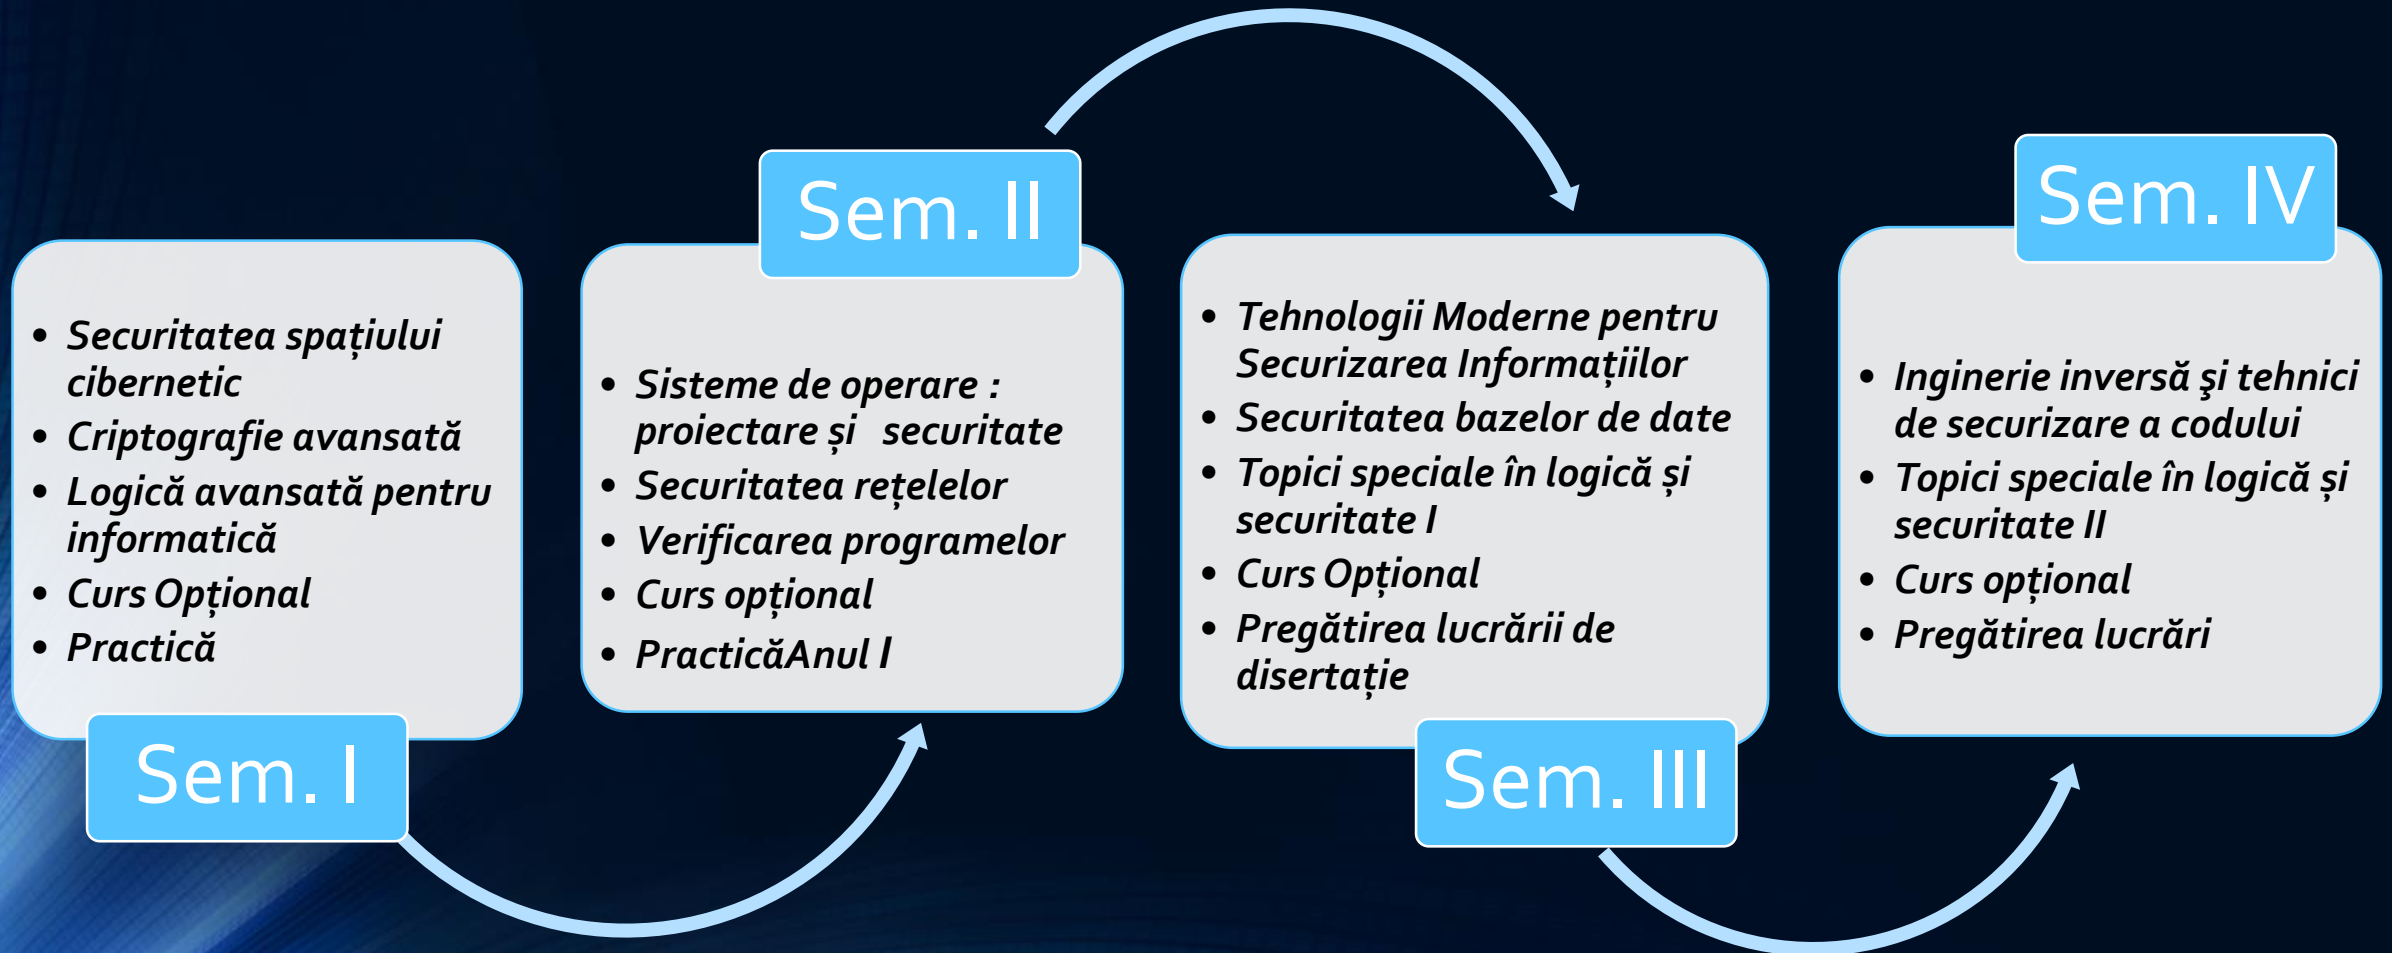 • Securitatea spațiului
cibernetic
• Criptografie avansată
• Logică avansată pentru
informatică
• Curs Opțional
• Practică
Sem. I
Sem. II
• Sisteme de operare :
proiectare și   securitate
• Securitatea rețelelor
• Verificarea programelor
• Curs opțional
• PracticăAnul I
• Tehnologii Moderne pentru
Securizarea Informațiilor
• Securitatea bazelor de date
• Topici speciale în logică și
securitate I
• Curs Opțional
• Pregătirea lucrării de
disertație
Sem. III
Sem. IV
• Inginerie inversă şi tehnici
de securizare a codului
• Topici speciale în logică și
securitate II
• Curs opțional
• Pregătirea lucrări